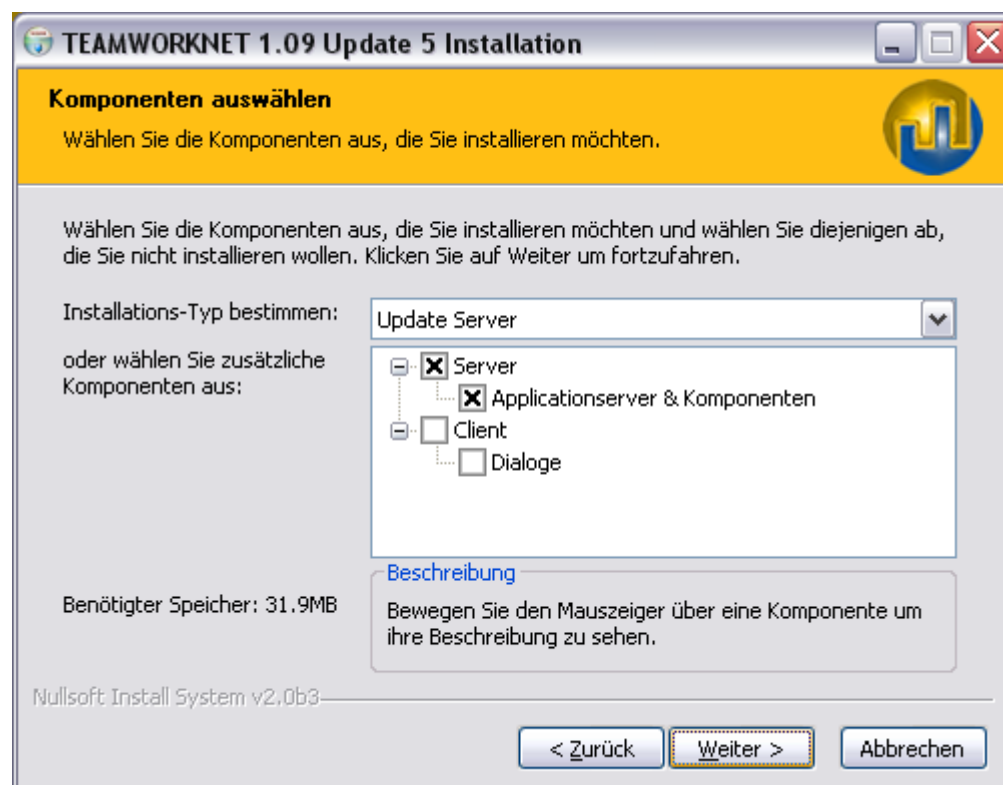 TEAMWORKNET 1.09 Update 5 Installation
Komponenten auswählen
Wählen Sie die Komponenten aus, die Sie installieren möchten.
Wählen Sie die Komponenten aus, die Sie installieren möchten und wählen Sie diejenigen ab,
die Sie nicht installieren wollen. Klicken Sie auf Weiter um fortzufahren.
Installations-Typ bestimmen:
Update Server
oder wählen Sie zusätzliche
Komponenten aus:
Server
Applicationserver & Komponenten
Client
Dialoge
Beschreibung
Benötigter Speicher: 31.9MB
Bewegen Sie den Mauszeiger über eine Komponente um
ihre Beschreibung zu sehen.
Nullsoft Install System v2.0b3
< Zurück
Weiter >
Abbrechen